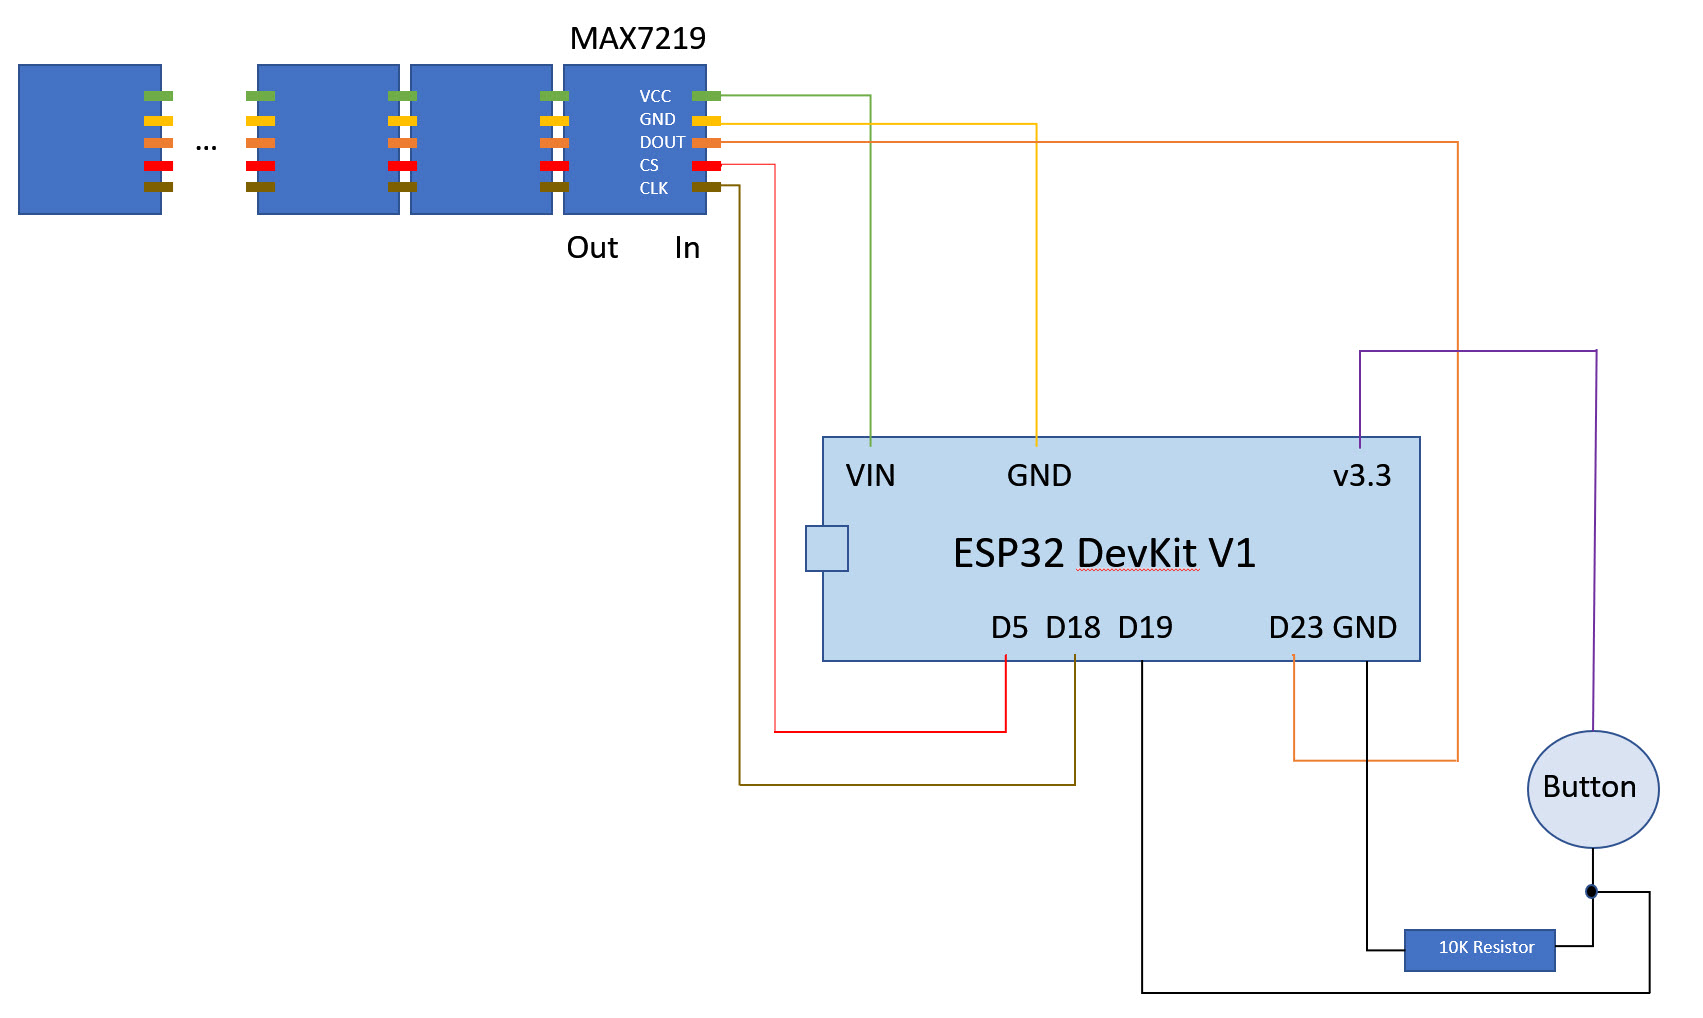 MAX7219
VCC
GND
DOUT
CS
CLK
...
Out In
VIN GND v3.3
ESP32 DevKit V1
D5 D18 D19 D23 GND
Button
10K Resistor